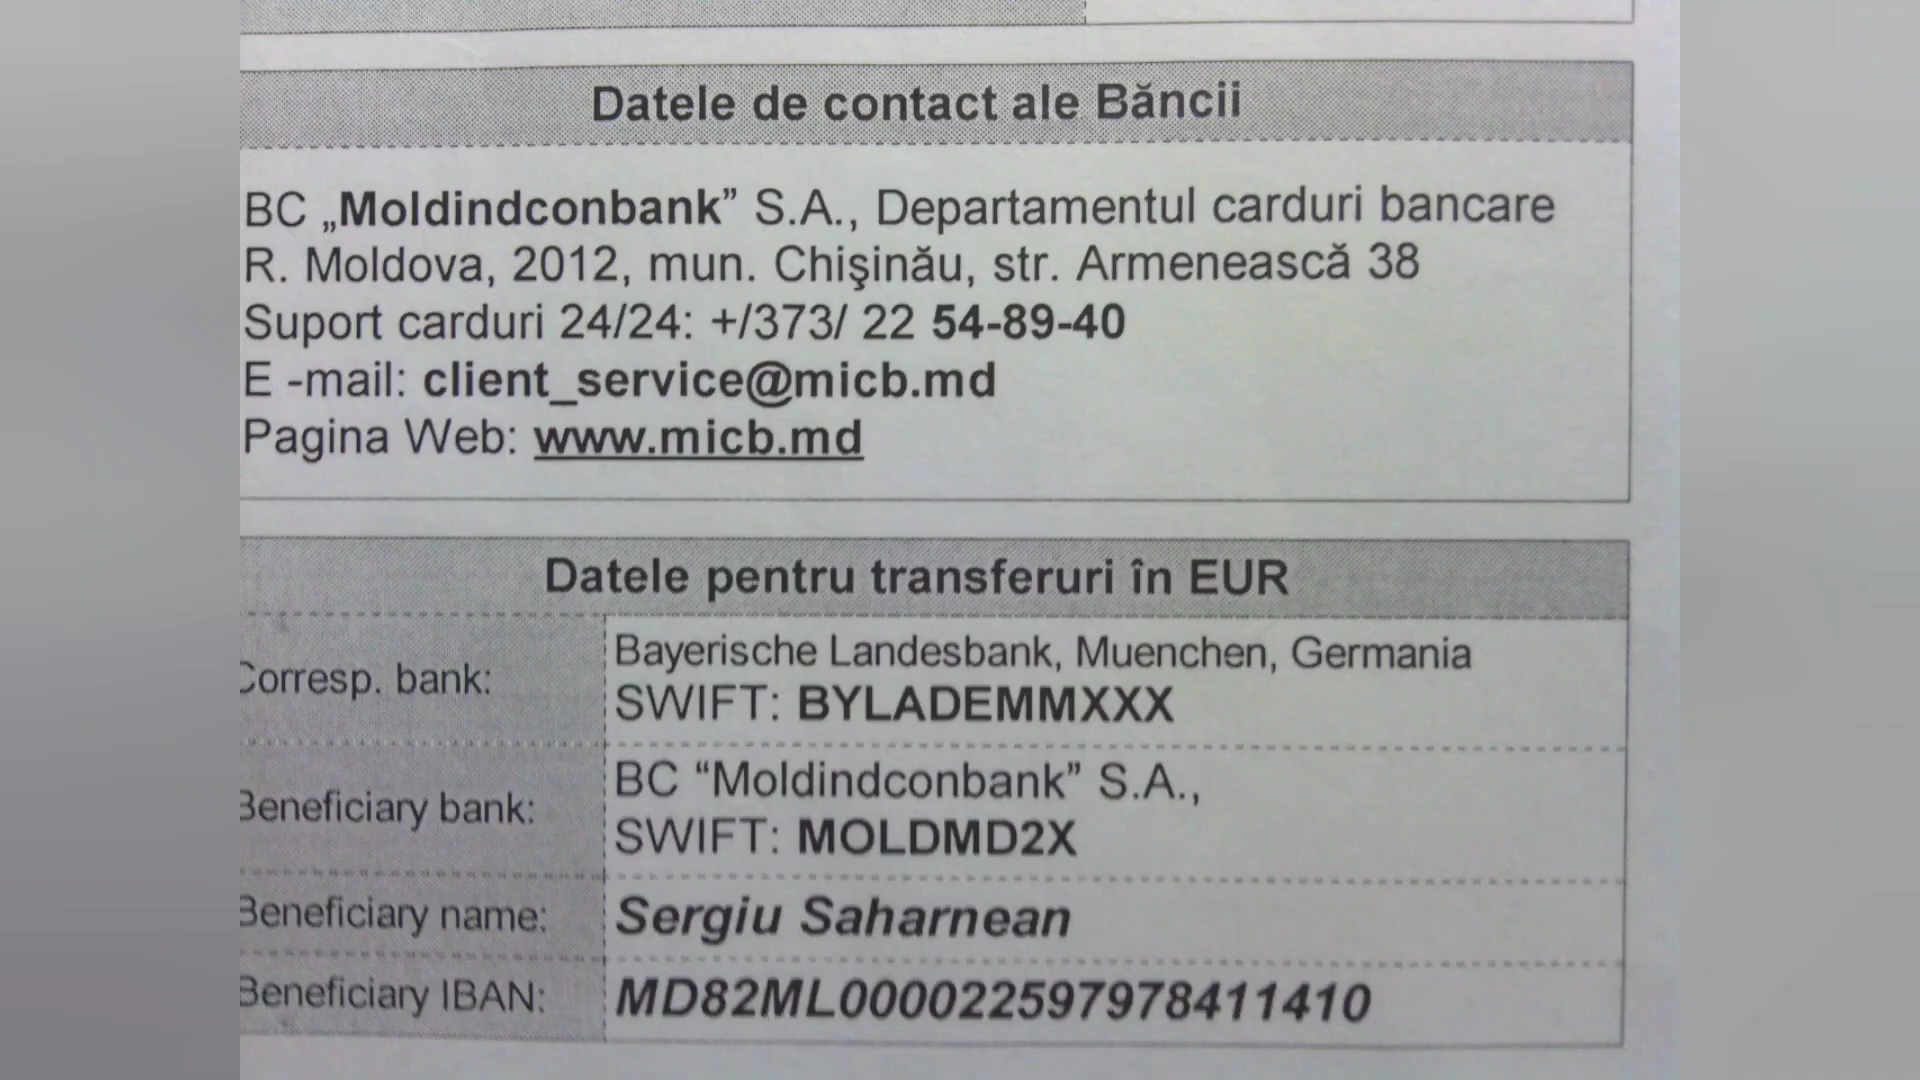 Datele de contact ale Băncii
BC „Moldindconbank” S.A., Departamentul carduri bancare
R. Moldova, 2012, mun. Chişinău, str. Armenească 38
Suport carduri 24/24: +/373/ 22 54-89-40
E -mail: client_service@micb.md
Pagina Web: www.micb.md
Datele pentru transferuri în EUR
Corresp. bank:
Bayerische Landesbank, Muenchen, Germania
SWIFT: BYLADEMMXXX
Beneficiary bank:
BC “Moldindconbank” S.A.,
SWIFT: MOLDMD2X
Beneficiary name: Sergiu Saharnean
Beneficiary IBAN: MD82ML000022597978411410